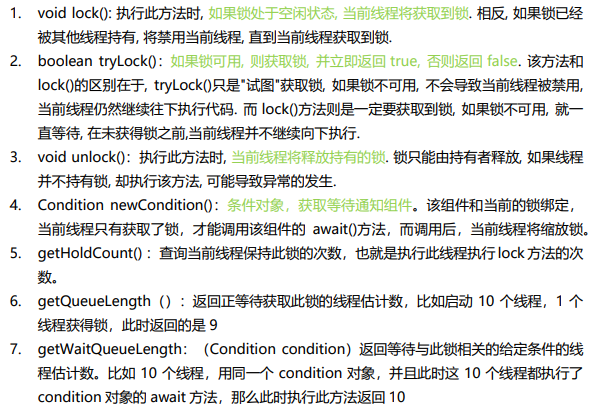 1. void lock(): 执行此方法时, 如果锁处于空闲状态, 当前线程将获取到锁. 相反, 如果锁已经
被其他线程持有, 将禁用当前线程, 直到当前线程获取到锁.
2. boolean tryLock()：如果锁可用, 则获取锁, 并立即返回 true, 否则返回 false. 该方法和
lock()的区别在于, tryLock()只是"试图"获取锁, 如果锁不可用, 不会导致当前线程被禁用,
当前线程仍然继续往下执行代码. 而 lock()方法则是一定要获取到锁, 如果锁不可用, 就一
直等待, 在未获得锁之前,当前线程并不继续向下执行.
3. void unlock()：执行此方法时, 当前线程将释放持有的锁. 锁只能由持有者释放, 如果线程
并不持有锁, 却执行该方法, 可能导致异常的发生.
4. Condition newCondition()：条件对象，获取等待通知组件。该组件和当前的锁绑定，
当前线程只有获取了锁，才能调用该组件的 await()方法，而调用后，当前线程将缩放锁。
5. getHoldCount() ：查询当前线程保持此锁的次数，也就是执行此线程执行 lock 方法的次
数。
6. getQueueLength（）：返回正等待获取此锁的线程估计数，比如启动 10 个线程，1 个
线程获得锁，此时返回的是 9
7. getWaitQueueLength：（Condition condition）返回等待与此锁相关的给定条件的线
程估计数。比如 10 个线程，用同一个 condition 对象，并且此时这 10 个线程都执行了
condition 对象的 await 方法，那么此时执行此方法返回 10